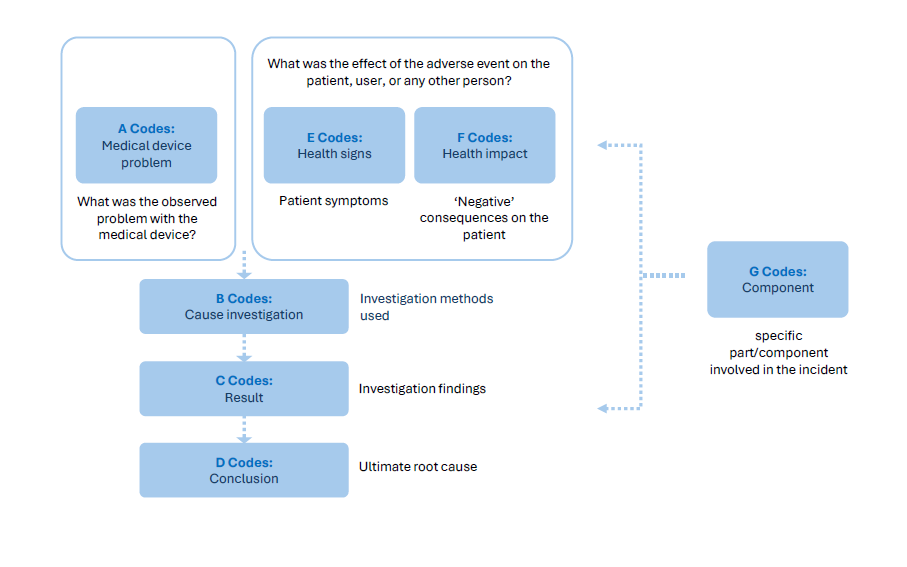 What was the effect of the adverse event on the
patient, user, or any other person?
A Codes:
Medical device
problem
What was the observed
problem with the
medical device?
E Codes:
Health signs
Patient symptoms
F Codes:
Health impact
‘Negative’
consequences on the
patient
B Codes:
Cause investigation
Investigation methods
used
C Codes:
Result
Investigation findings
D Codes:
Conclusion
Ultimate root cause
G Codes:
Component
specific
part/component
involved in the incident